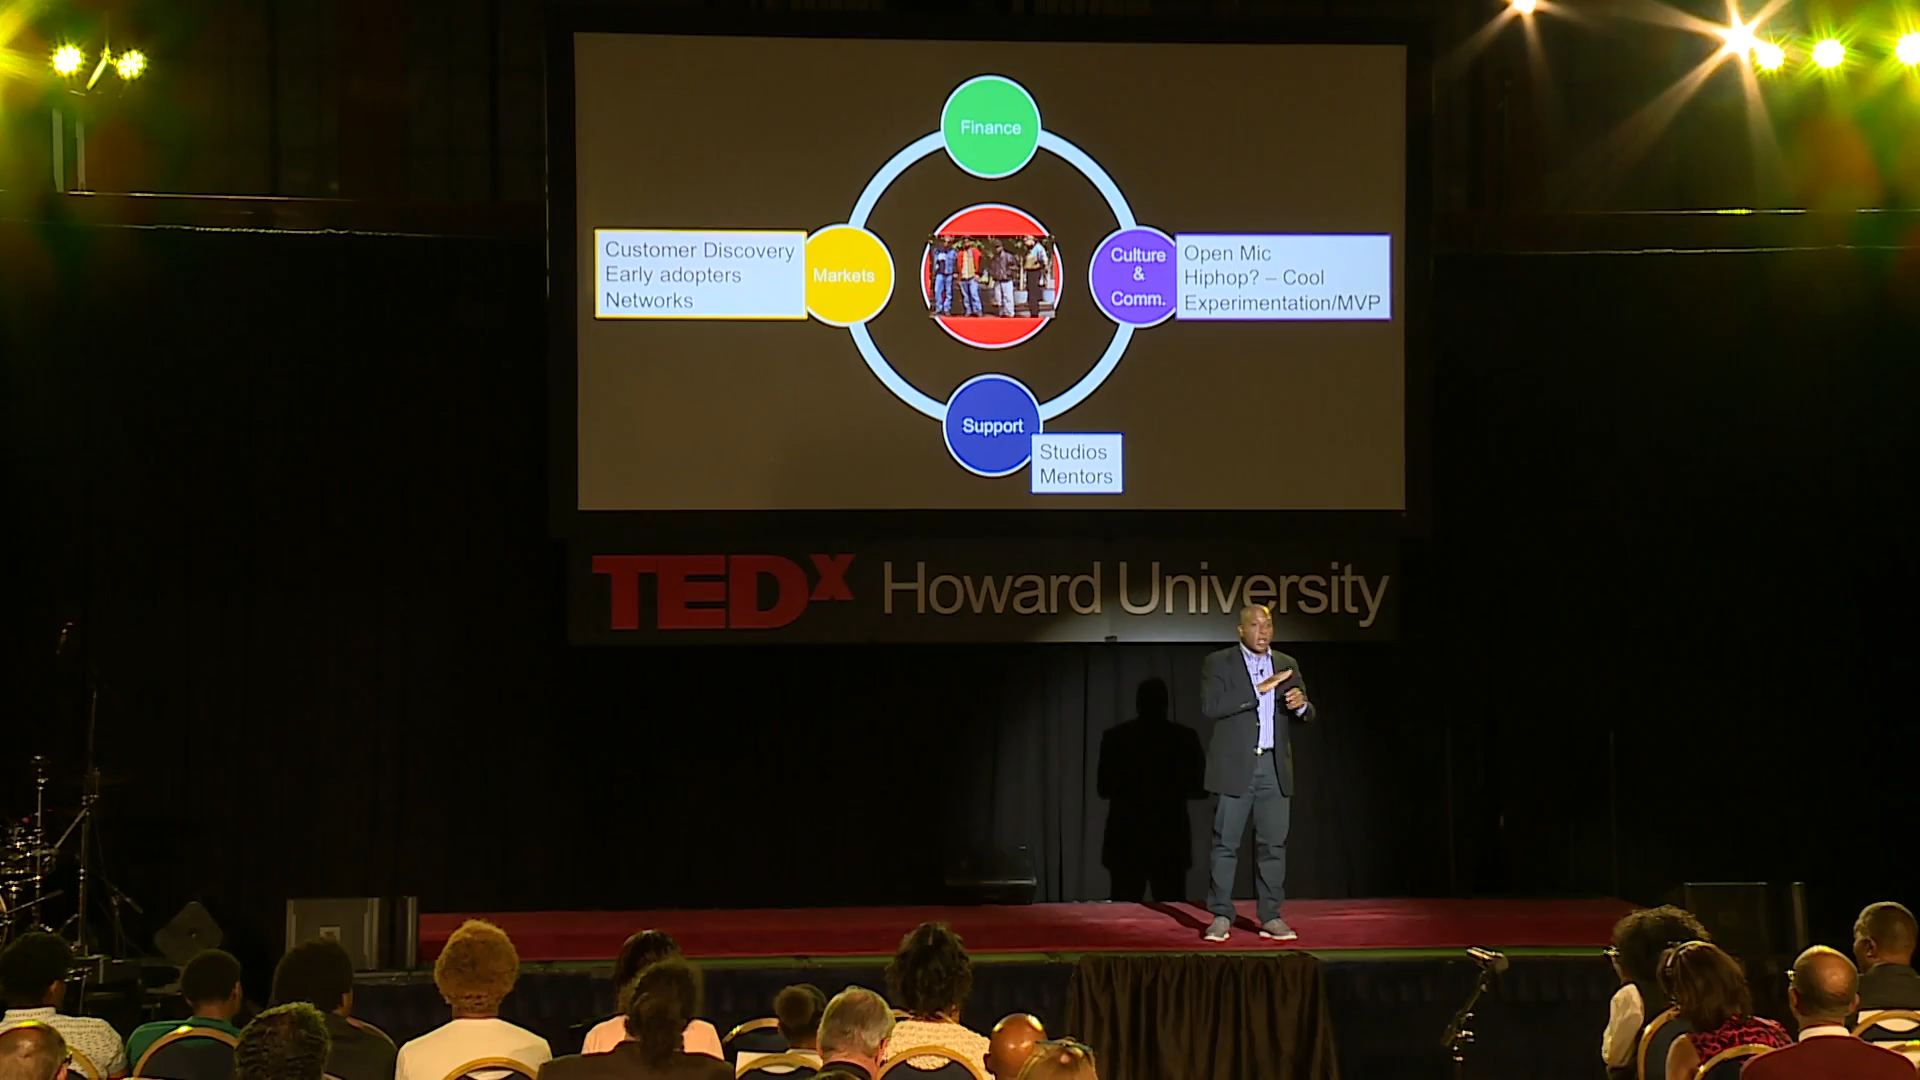 Finance
Customer Discovery
Early adopters
Networks
Markets
Culture
&
Comm.
Open Mic
Hiphop? – Cool
Experimentation/MVP
Support
Studios
Mentors
TEDx Howard University